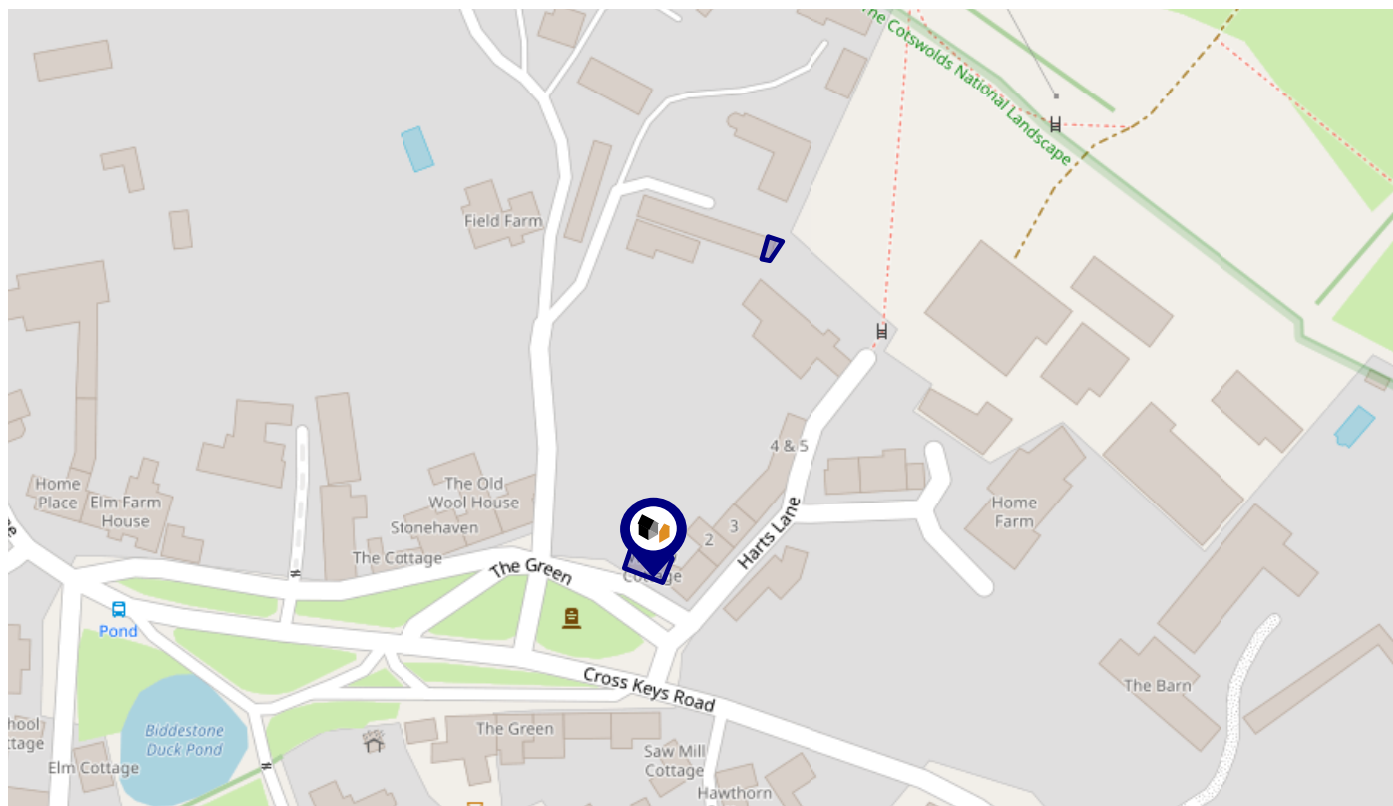 The Cotswolds National Landscape
Field Farm
4 & 5
Home
Place
Elm Farm
House
The Old
Wool House
Stonehaven
The Cottage
3
2
Harts Lane
Home
Farm
The Green
Cottage
Pond
Cross Keys Road
The Barn
Biddestone
Duck Pond
The Green
Elm Cottage
Saw Mill
Cottage
Hawthorn